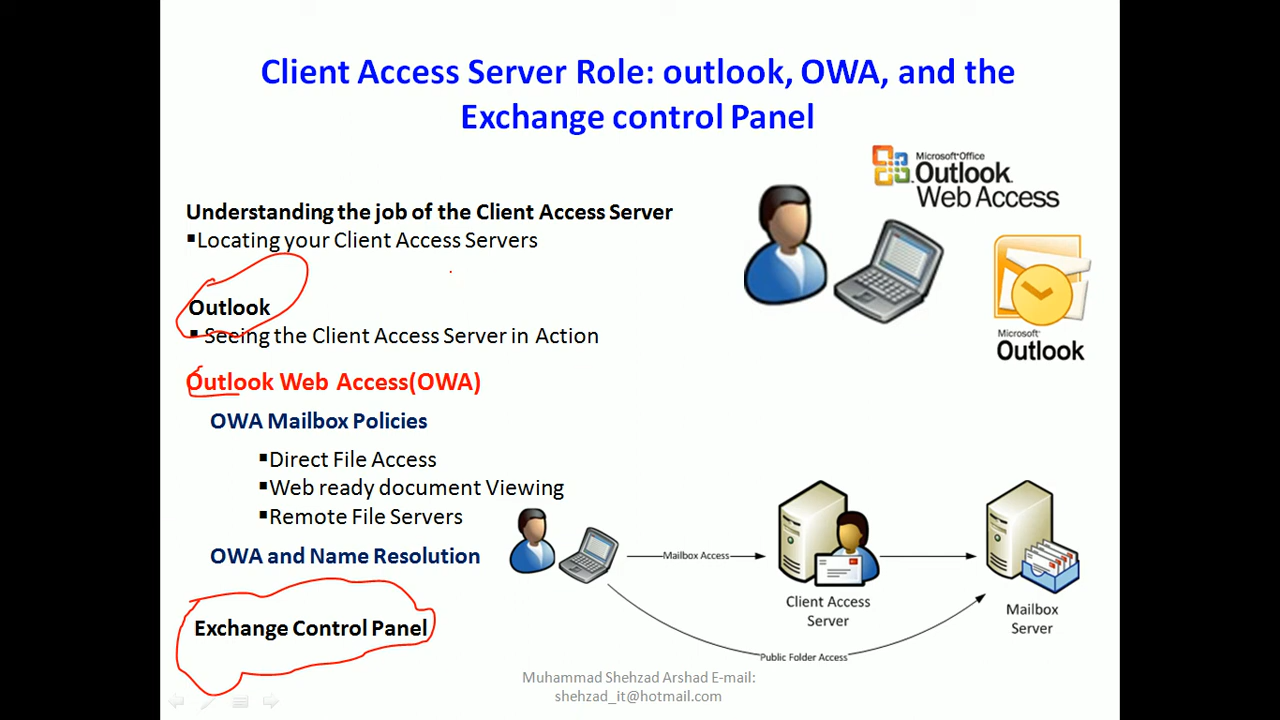 Client Access Server Role: outlook, OWA, and the
Exchange control Panel
Microsoft Office
Outlook
Web Access
Understanding the job of the Client Access Server
▪Locating your Client Access Servers
Outlook
▪ Seeing the Client Access Server in Action
Microsoft
Outlook
Outlook Web Access(OWA)
OWA Mailbox Policies
▪Direct File Access
▪Web ready document Viewing
▪Remote File Servers
OWA and Name Resolution
Mailbox Access
Client Access
Server
Mailbox
Server
Exchange Control Panel
Public Folder Access
Muhammad Shehzad Arshad E-mail:
shehzad_it@hotmail.com